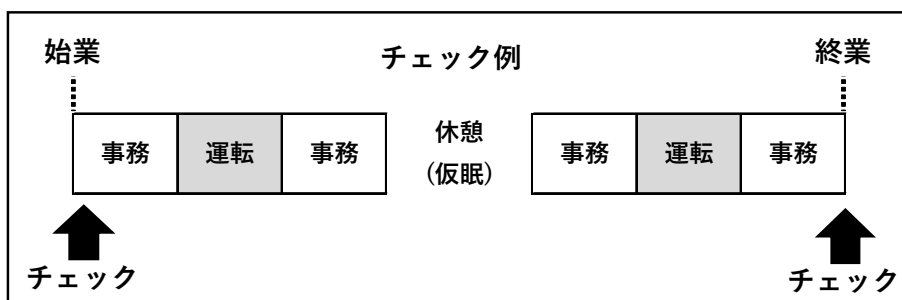 始業 チェック例 終業
事務 運転 事務 休憩 事務 運転 事務
(仮眠)
チェック チェック